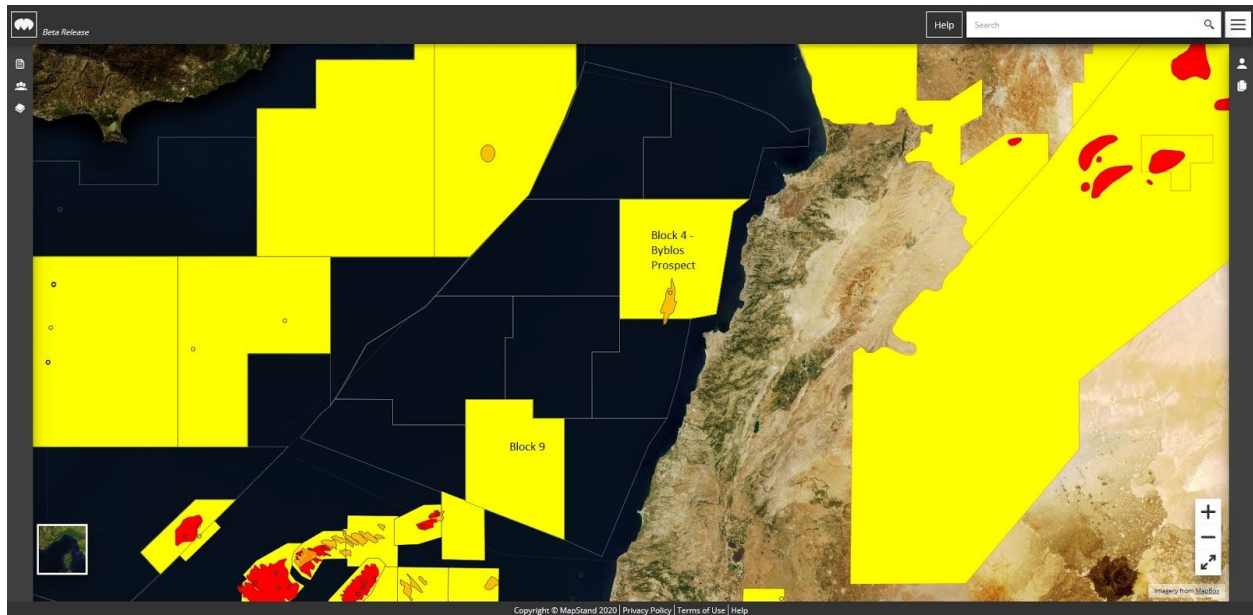 Beta Release
Help
Search
Block 4 -
Byblos
Prospect
Block 9
Imagery from MapBox
Copyright © MapStand 2020 | Privacy Policy | Terms of Use | Help